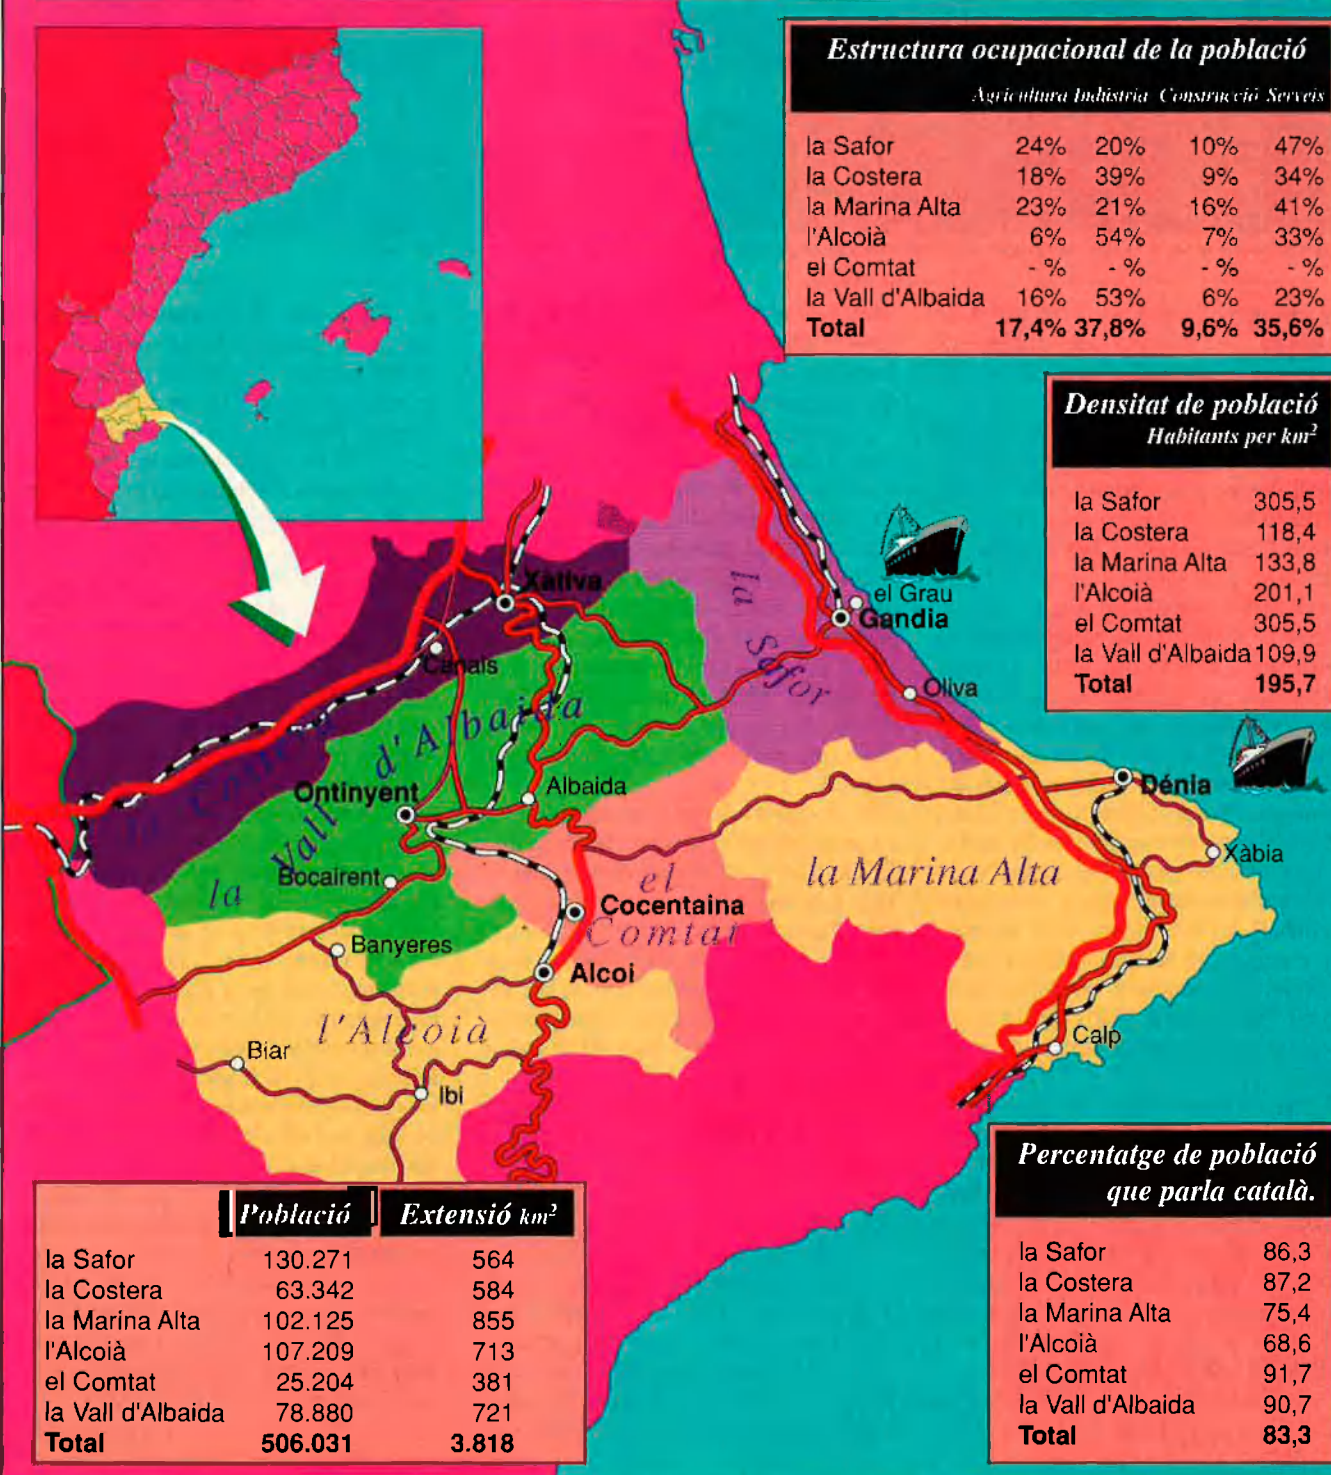 Estructura ocupacional de la població
Agricultura Indústria Construcció Serveis
la Safor 24% 20% 10% 47%
la Costera 18% 39% 9% 34%
la Marina Alta 23% 21% 16% 41%
l'Alcoià 6% 54% 7% 33%
el Comtat - % - % - % - %
la Vall d'Albaida 16% 53% 6% 23%
Total 17,4% 37,8% 9,6% 35,6%
Densitat de població
Habitants per km²
la Safor 305,5
la Costera 118,4
la Marina Alta 133,8
l'Alcoià 201,1
el Comtat 305,5
la Vall d'Albaida 109,9
Total 195,7
Xàtiva
el Grau
Gandia
la Safor
Canals
Oliva
la Costera
la Vall d'Albaida
Ontinyent
Albaida
Dénia
Xàbia
Bocairent
el Comtat
Cocentaina
la Marina Alta
Banyeres
Alcoi
l'Alcoià
Biar
Ibi
Calp
Població Extensió km²
la Safor 130.271 564
la Costera 63.342 584
la Marina Alta 102.125 855
l'Alcoià 107.209 713
el Comtat 25.204 381
la Vall d'Albaida 78.880 721
Total 506.031 3.818
Percentatge de població
que parla català.
la Safor 86,3
la Costera 87,2
la Marina Alta 75,4
l'Alcoià 68,6
el Comtat 91,7
la Vall d'Albaida 90,7
Total 83,3